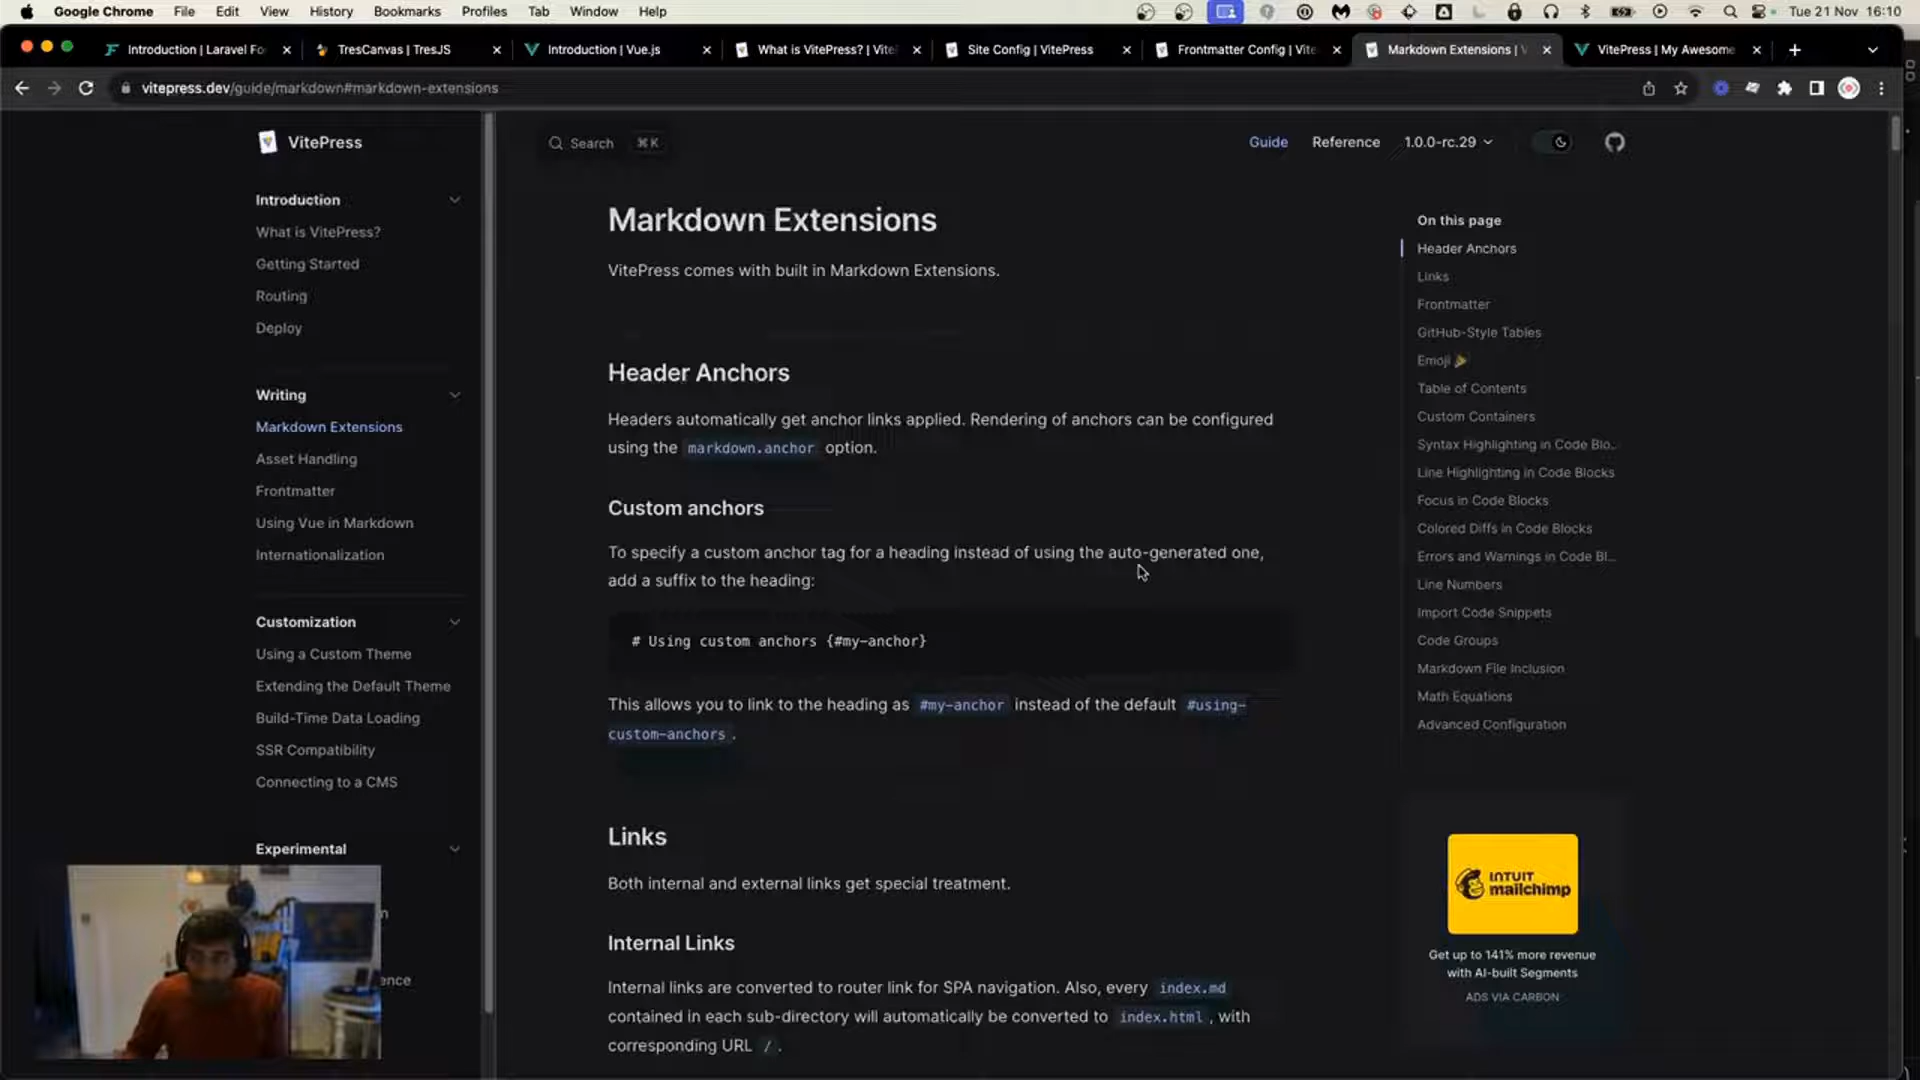 Google Chrome File Edit View History Bookmarks Profiles Tab Window Help Tue 21 Nov 16:10
Introduction | Laravel Fo TresCanvas | TresJS Introduction | Vue.js What is VitePress? | Vite Site Config | VitePress Frontmatter Config | Vite Markdown Extensions | V VitePress | My Awesome
vitepress.dev/guide/markdown#markdown-extensions
VitePress
Search ⌘ K
Guide Reference 1.0.0-rc.29
Introduction
What is VitePress?
Getting Started
Routing
Deploy
Writing
Markdown Extensions
Asset Handling
Frontmatter
Using Vue in Markdown
Internationalization
Customization
Using a Custom Theme
Extending the Default Theme
Build-Time Data Loading
SSR Compatibility
Connecting to a CMS
Experimental
n
ence
Markdown Extensions
VitePress comes with built in Markdown Extensions.
Header Anchors
Headers automatically get anchor links applied. Rendering of anchors can be configured
using the markdown.anchor option.
Custom anchors
To specify a custom anchor tag for a heading instead of using the auto-generated one,
add a suffix to the heading:
# Using custom anchors {#my-anchor}
This allows you to link to the heading as #my-anchor instead of the default #using-
custom-anchors .
Links
Both internal and external links get special treatment.
Internal Links
Internal links are converted to router link for SPA navigation. Also, every index.md
contained in each sub-directory will automatically be converted to index.html , with
corresponding URL / .
On this page
Header Anchors
Links
Frontmatter
GitHub-Style Tables
Emoji 🎉
Table of Contents
Custom Containers
Syntax Highlighting in Code Blo...
Line Highlighting in Code Blocks
Focus in Code Blocks
Colored Diffs in Code Blocks
Errors and Warnings in Code Bl...
Line Numbers
Import Code Snippets
Code Groups
Markdown File Inclusion
Math Equations
Advanced Configuration
INTUIT
mailchimp
Get up to 141% more revenue
with AI-built Segments
ADS VIA CARBON